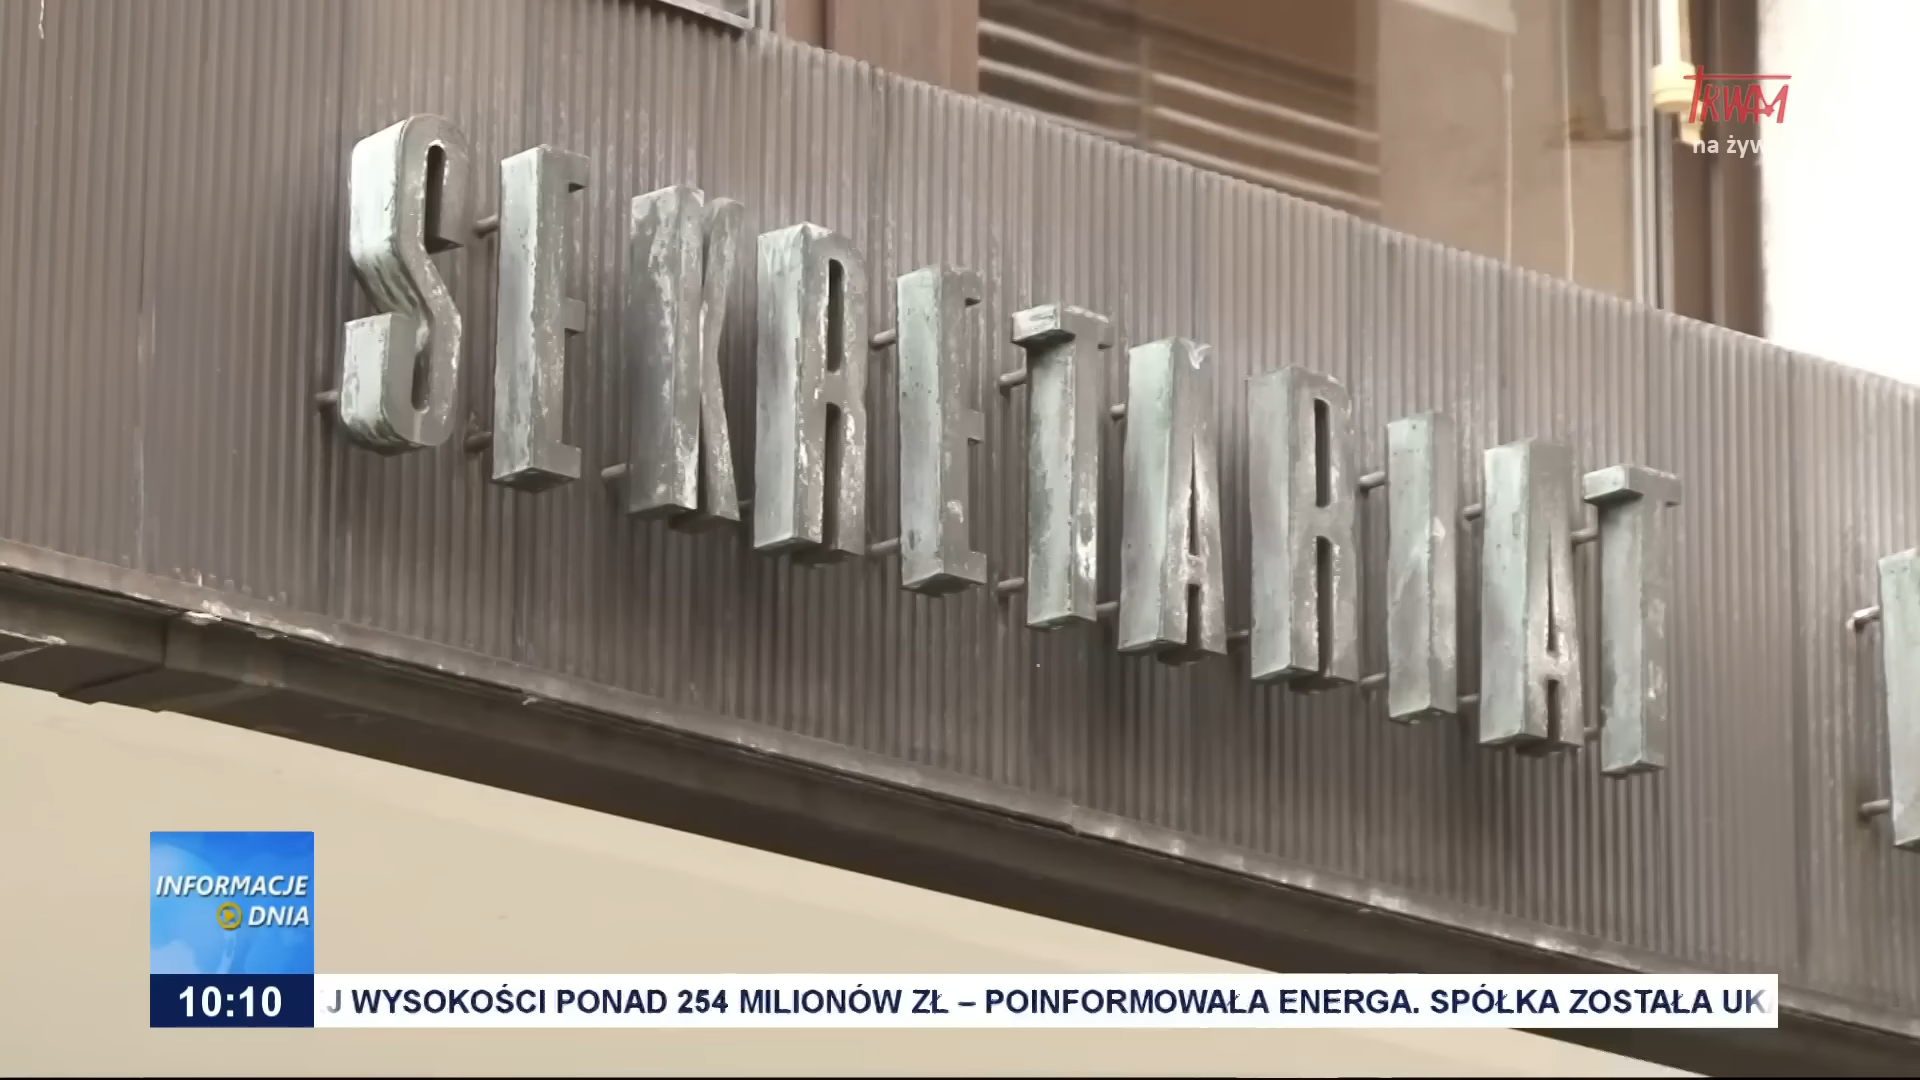 TRWAM
na żyw
SEKRETARIAT
INFORMACJE
DNIA
10:10
J WYSOKOŚCI PONAD 254 MILIONÓW ZŁ – POINFORMOWAŁA ENERGA. SPÓŁKA ZOSTAŁA UK